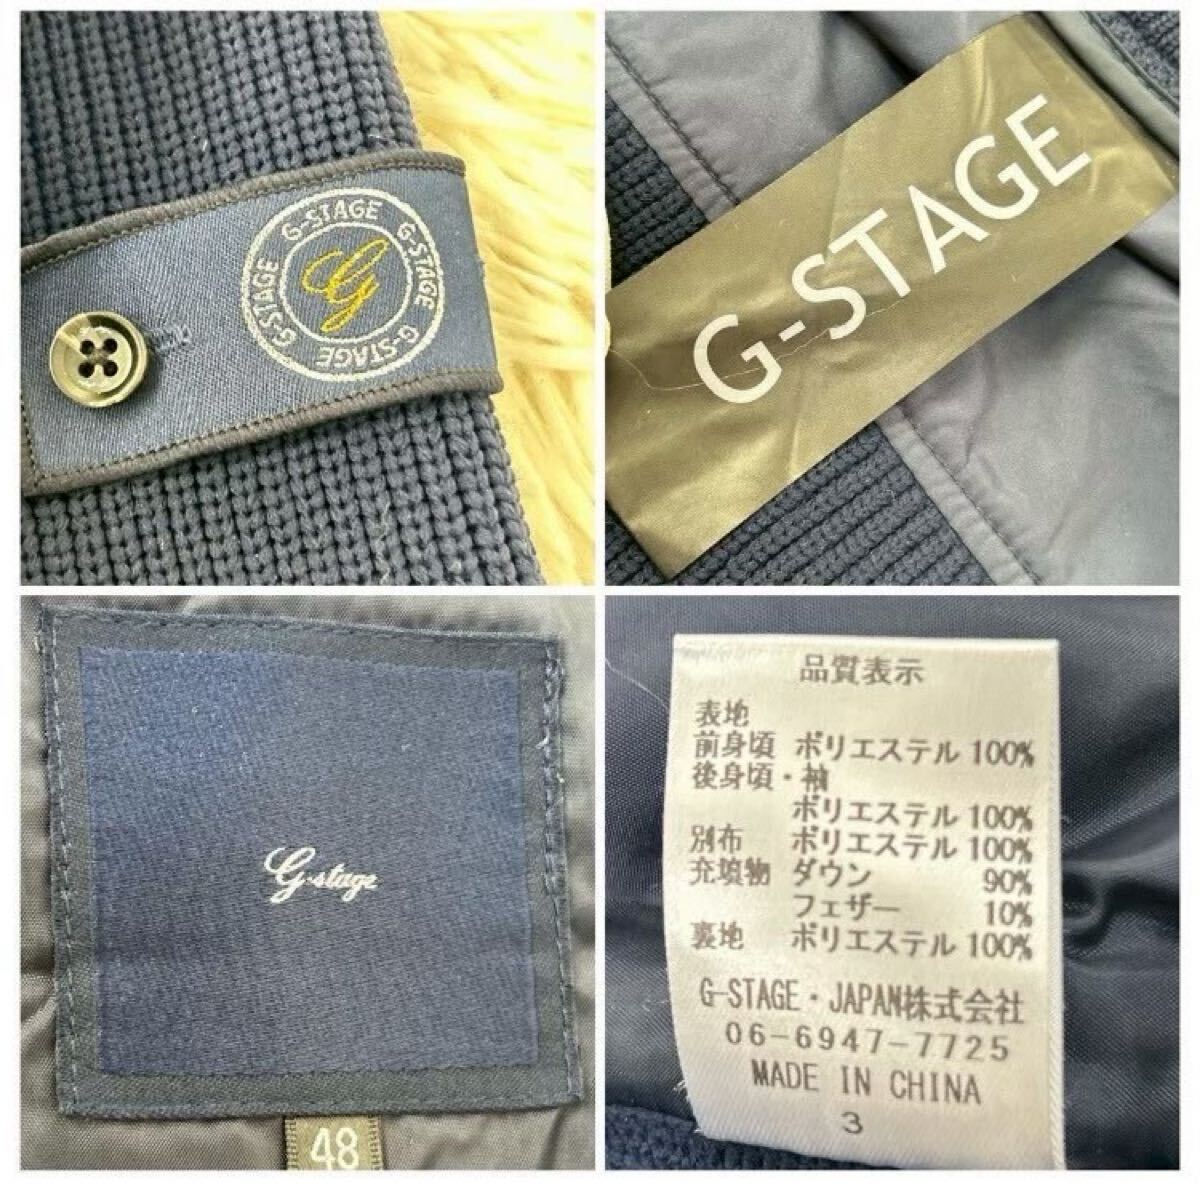 G-STAGE G-STAGE G-STAGE G-STAGE
G
G-STAGE
G-stage
48
品質表示
表地
前身頃 ポリエステル 100%
後身頃・袖
ポリエステル 100%
別布 ポリエステル 100%
充填物 ダウン 90%
フェザー 10%
裏地 ポリエステル 100%
G-STAGE・JAPAN株式会社
06-6947-7725
MADE IN CHINA
3